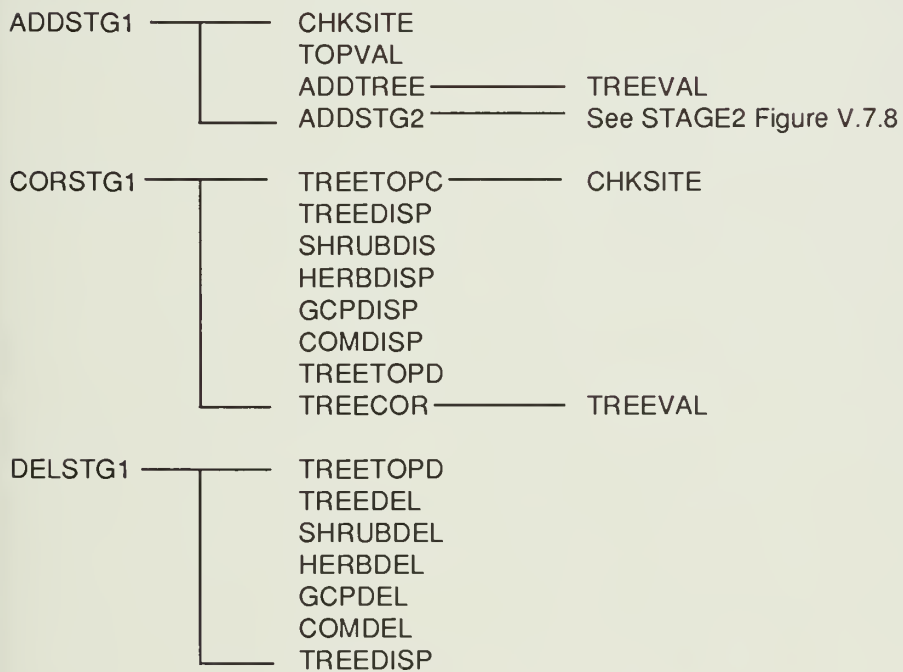 ADDSTG1 CHKSITE
TOPVAL
ADDTREE TREEVAL
ADDSTG2 See STAGE2 Figure V.7.8
CORSTG1 TREETOPC CHKSITE
TREEDISP
SHRUBDIS
HERBDISP
GCPDISP
COMDISP
TREETOPD
TREECOR TREEVAL
DELSTG1 TREETOPD
TREEDEL
SHRUBDEL
HERBDEL
GCPDEL
COMDEL
TREEDISP